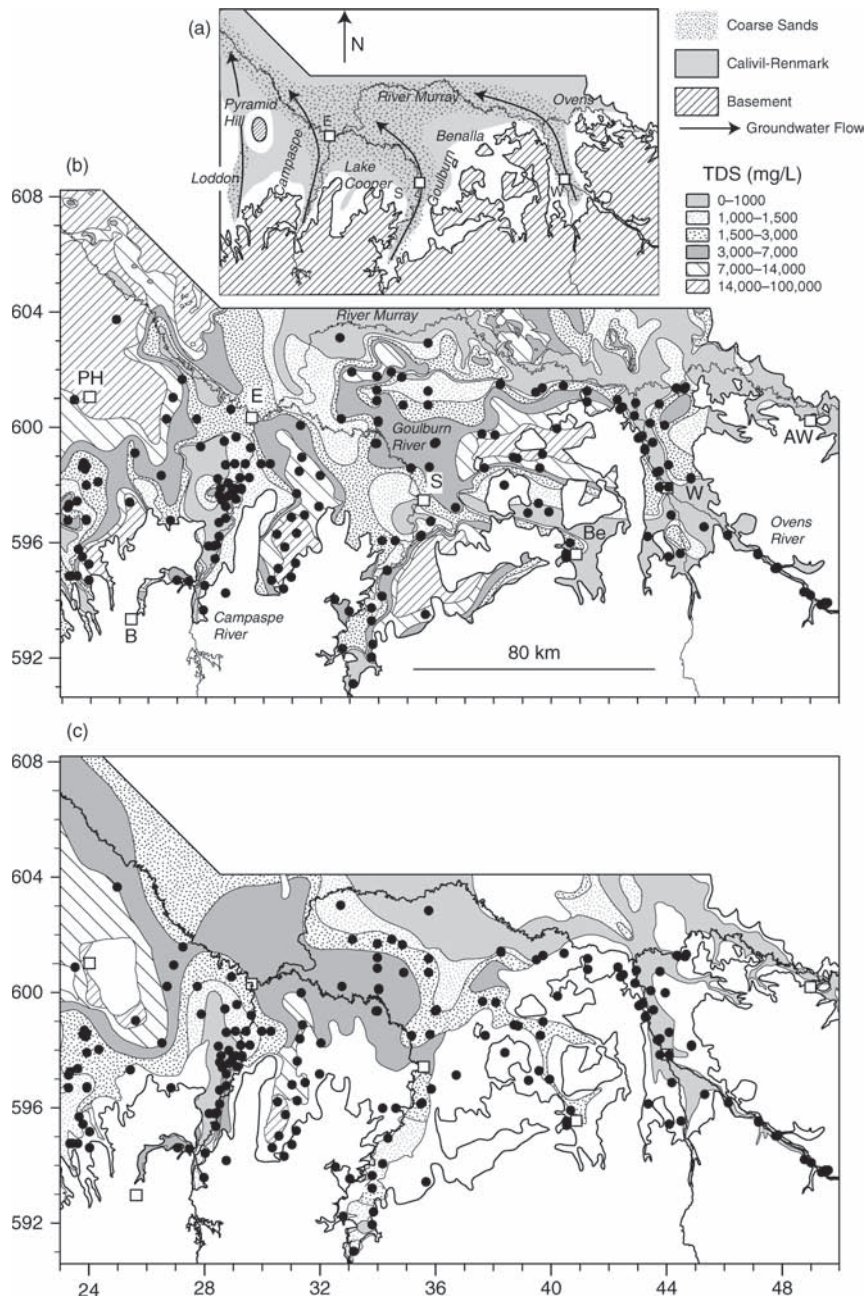 (a)
N
River Murray
Ovens
Pyramid
Hill
E
Benalla
Campaspe
Lake
Cooper
S
Goulburn
W
Loddon
Coarse Sands
Calivil-Renmark
Basement
Groundwater Flow
TDS (mg/L)
0–1000
1,000–1,500
1,500–3,000
3,000–7,000
7,000–14,000
14,000–100,000
(b)
608
604
River Murray
PH
E
600
AW
Goulburn
River
S
W
Be
Ovens
River
596
B
Campaspe
River
80 km
592
(c)
608
604
600
596
592
24
28
32
36
40
44
48